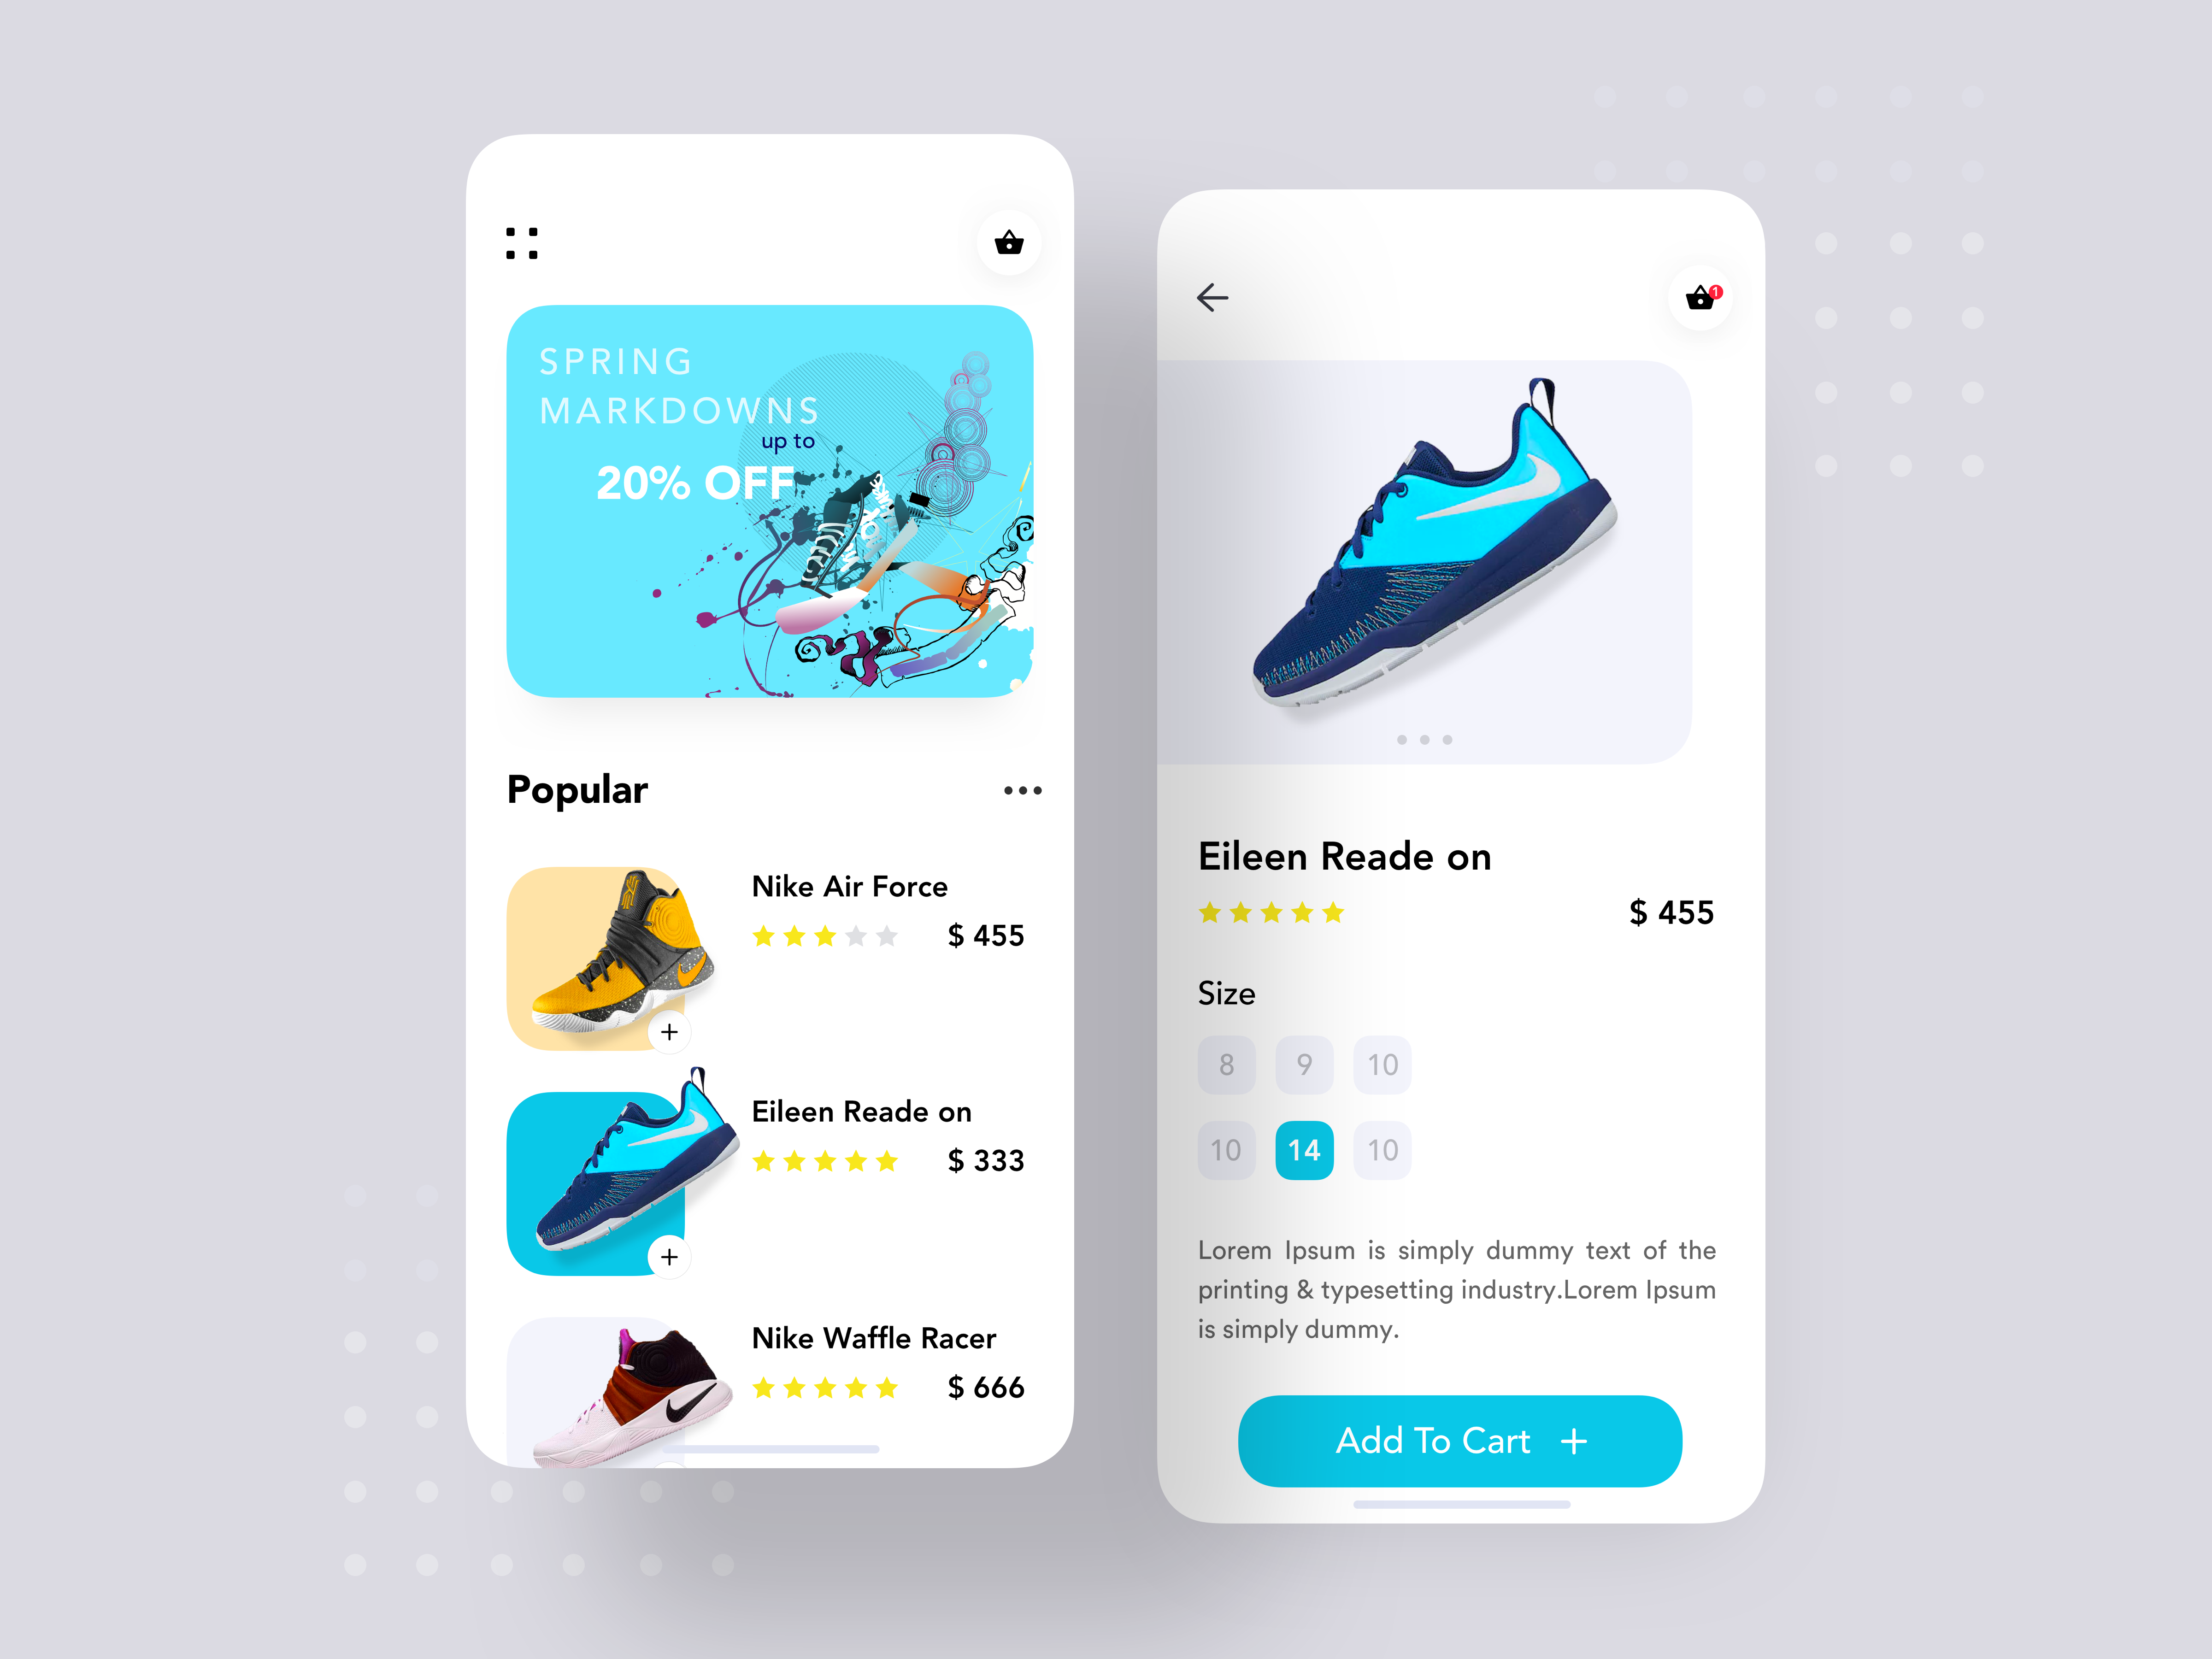 SPRING
MARKDOWNS
up to
20% OFF
Popular
Nike Air Force
$ 455
Eileen Reade on
$ 333
Nike Waffle Racer
$ 666
1
Eileen Reade on
$ 455
Size
8 9 10
10 14 10
Lorem Ipsum is simply dummy text of the
printing & typesetting industry.Lorem Ipsum
is simply dummy.
Add To Cart +